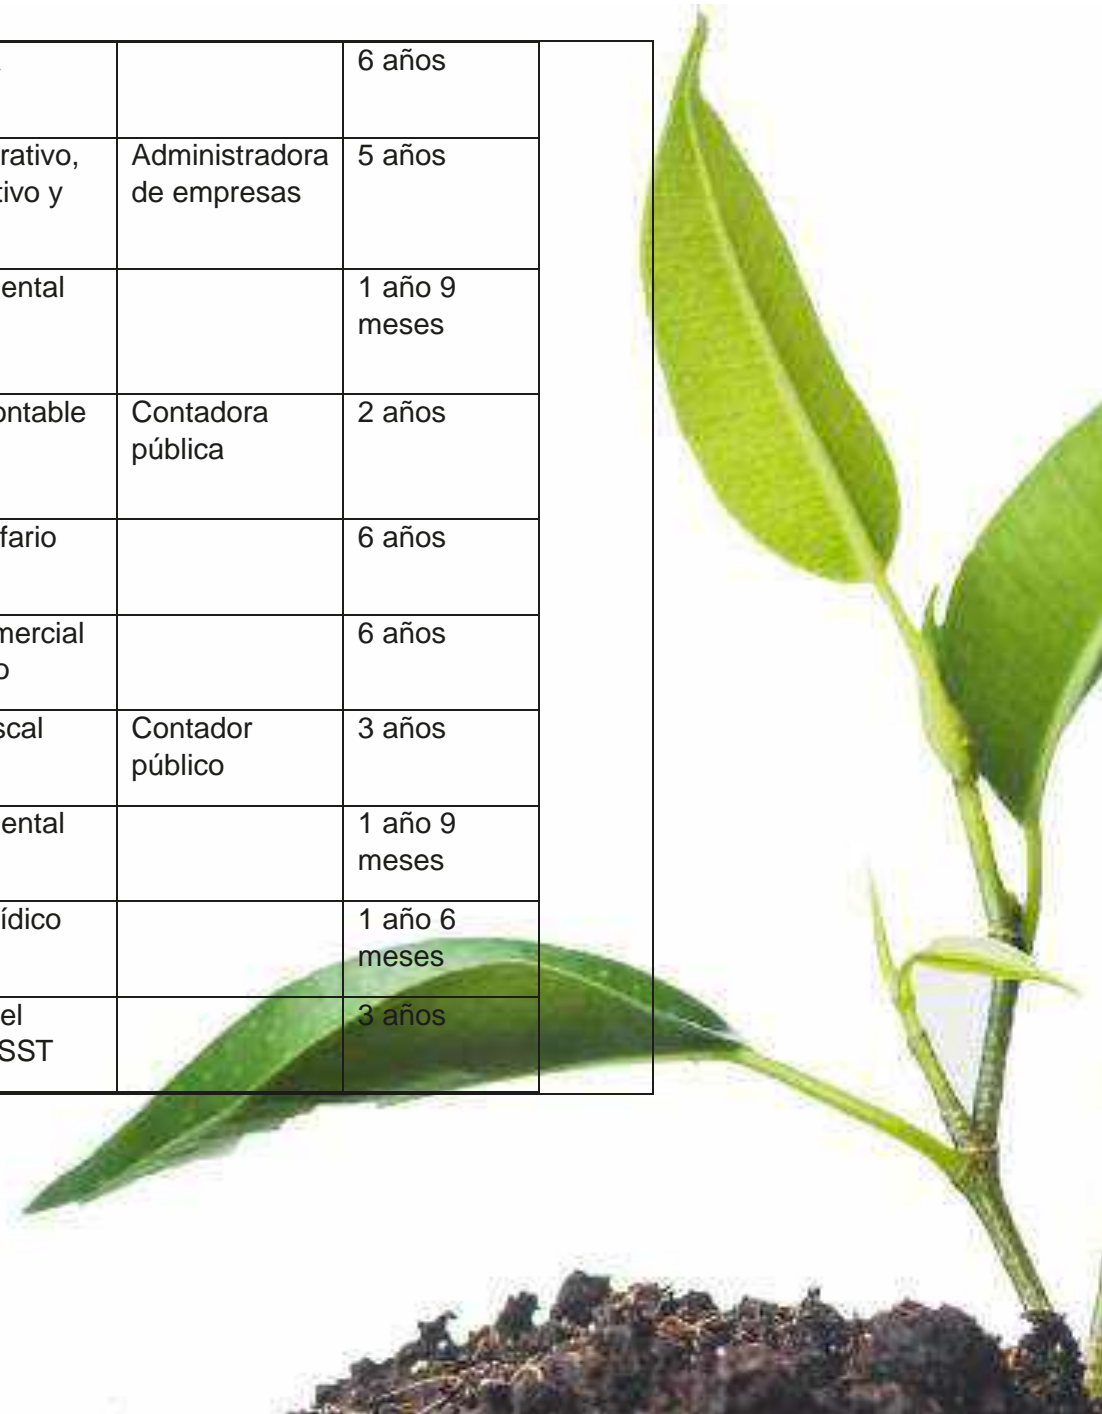 6 años
rativo, Administradora 5 años
tivo y de empresas
ental 1 año 9
meses
ontable Contadora 2 años
pública
fario 6 años
mercial 6 años
o
scal Contador 3 años
público
ental 1 año 9
meses
ídico 1 año 6
meses
el 3 años
SST